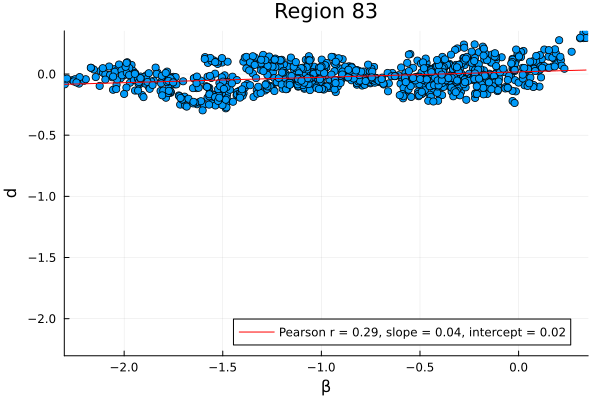 Region 83
d
0.0
−0.5
−1.0
−1.5
−2.0
Pearson r = 0.29, slope = 0.04, intercept = 0.02
−2.0 −1.5 −1.0 −0.5 0.0
β